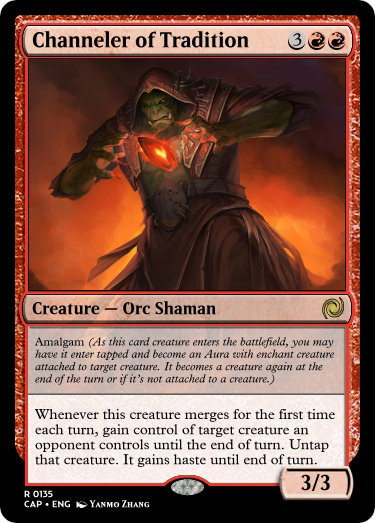 Channeler of Tradition 3
Creature — Orc Shaman
Amalgam (As this card creature enters the battlefield, you may
have it enter tapped and become an Aura with enchant creature
attached to target creature. It becomes a creature again at the
end of the turn or if it's not attached to a creature.)
Whenever this creature merges for the first time
each turn, gain control of target creature an
opponent controls until the end of turn. Untap
that creature. It gains haste until end of turn.
3/3
R 0135
CAP • ENG Yanmo Zhang